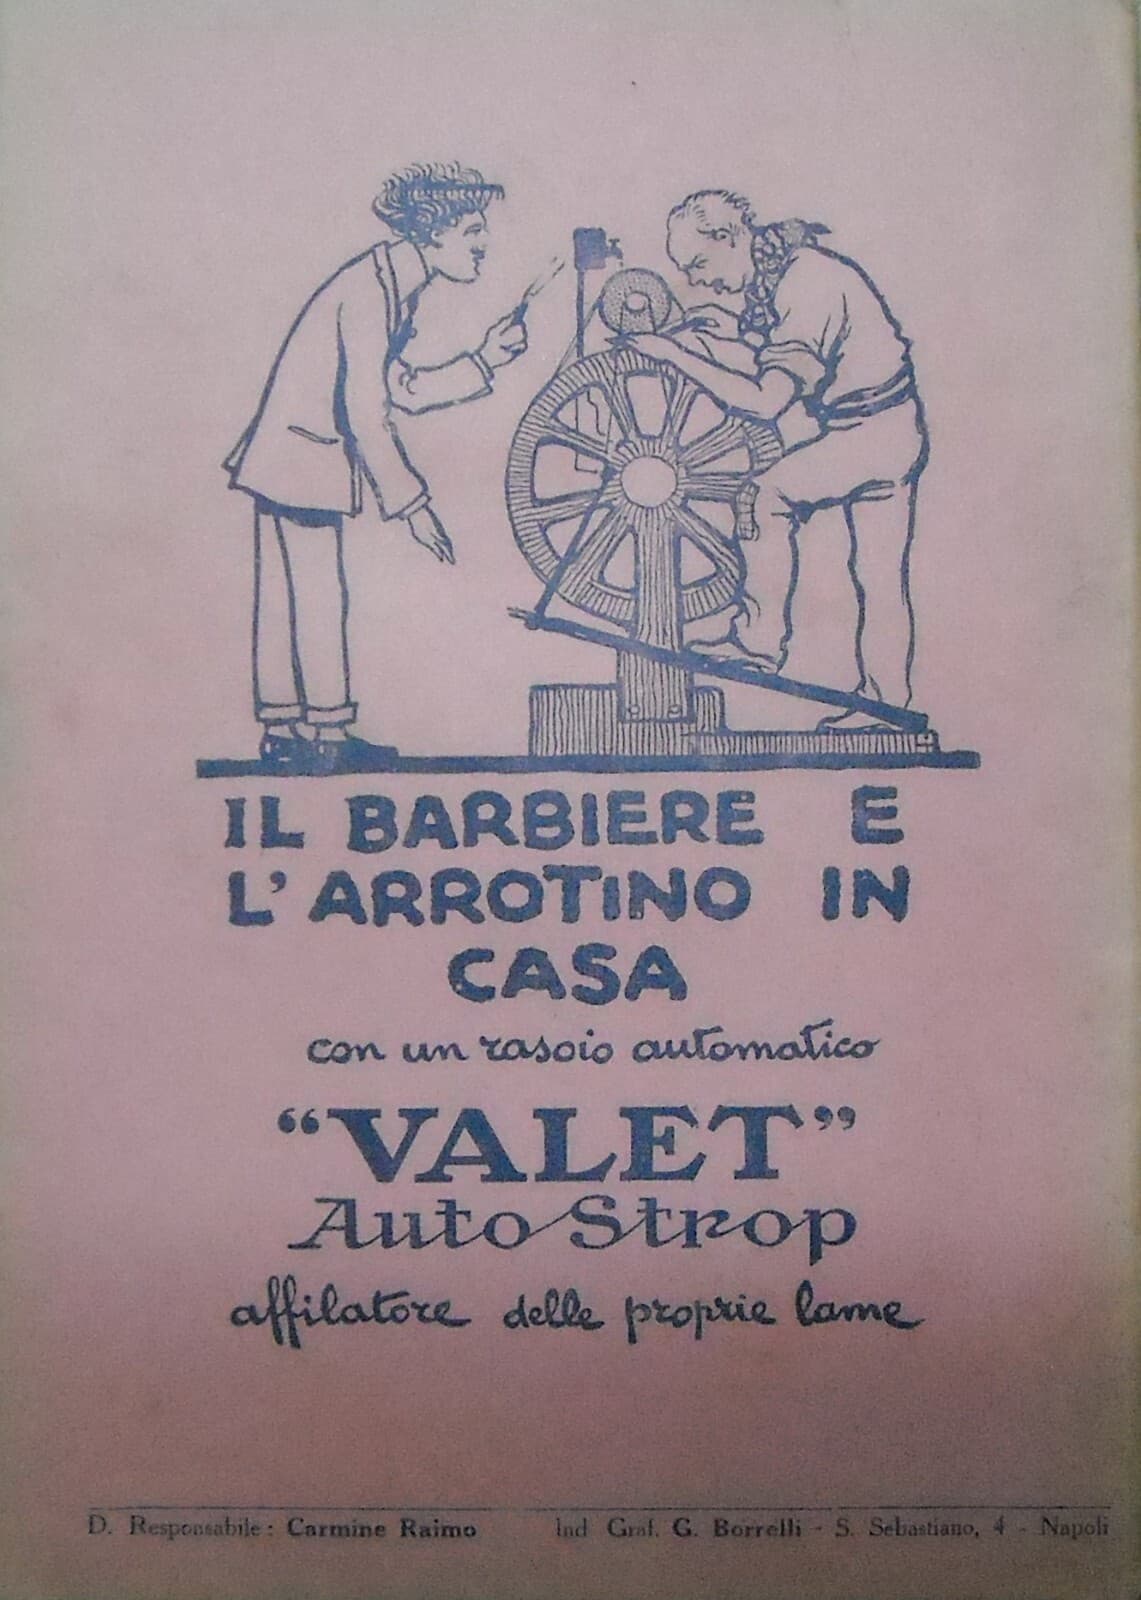 IL BARBIERE E
L'ARROTINO IN
CASA
con un rasoio automatico
"VALET"
Auto Strop
affilatore delle proprie lame
D. Responsabile: Carmine Raimo Ind Graf. G. Borrelli - S. Sebastiano, 4 - Napoli